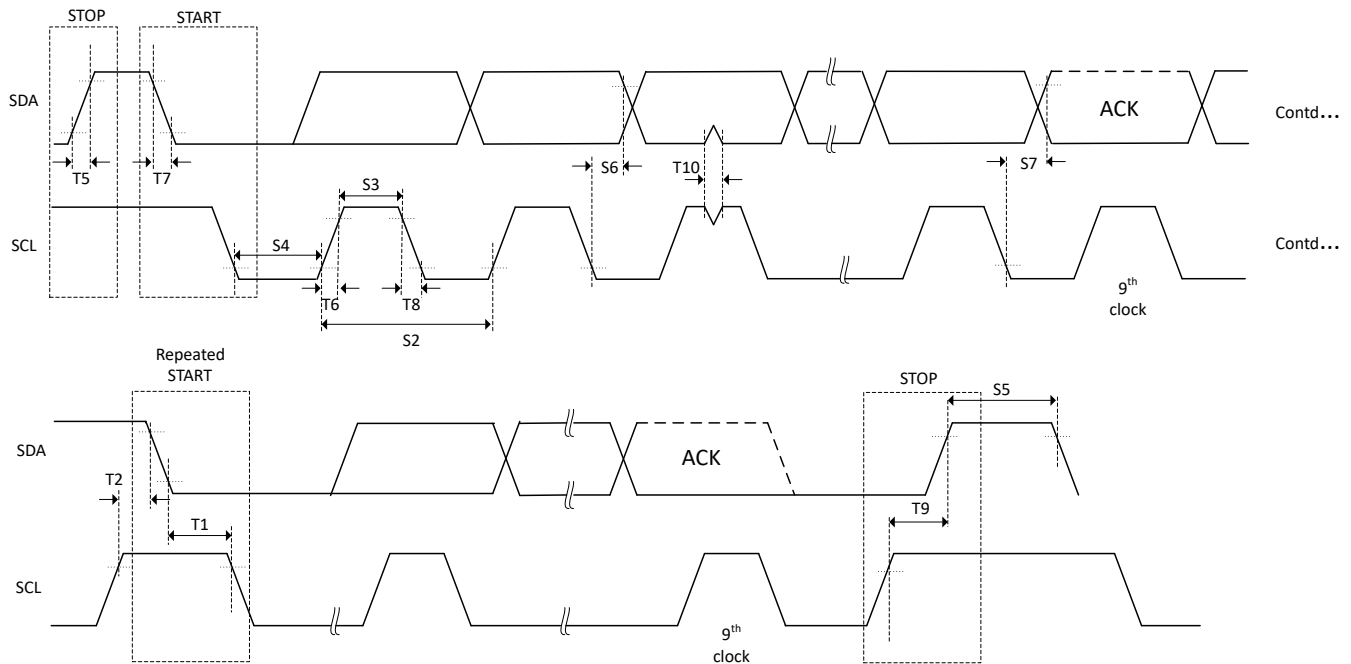 STOP START
SDA ACK Contd...
T5 T7 S6 T10 S7
S3
SCL S4 Contd...
T6 T8 9th
clock
S2
Repeated
START STOP
S5
SDA ACK
T2 T9
T1
SCL
9th
clock